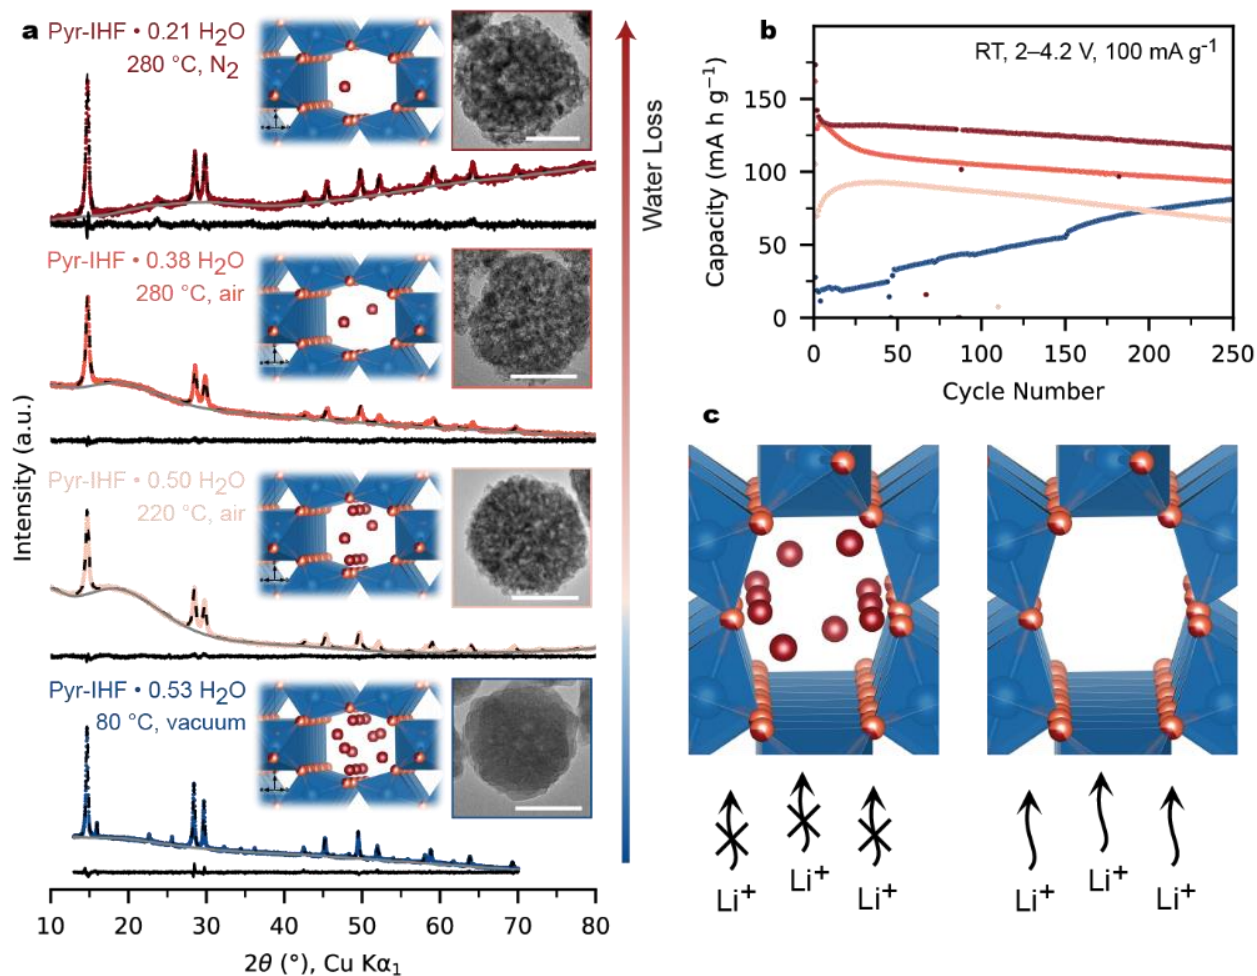 a
Pyr-IHF • 0.21 H₂O
280 °C, N₂
Pyr-IHF • 0.38 H₂O
280 °C, air
Pyr-IHF • 0.50 H₂O
220 °C, air
Pyr-IHF • 0.53 H₂O
80 °C, vacuum
Intensity (a.u.)
10 20 30 40 50 60 70 80
2θ (°), Cu Kα₁
Water Loss
b
RT, 2–4.2 V, 100 mA g⁻¹
Capacity (mA h g⁻¹)
150
100
50
0
0 50 100 150 200 250
Cycle Number
c
Li⁺ Li⁺ Li⁺
Li⁺ Li⁺ Li⁺